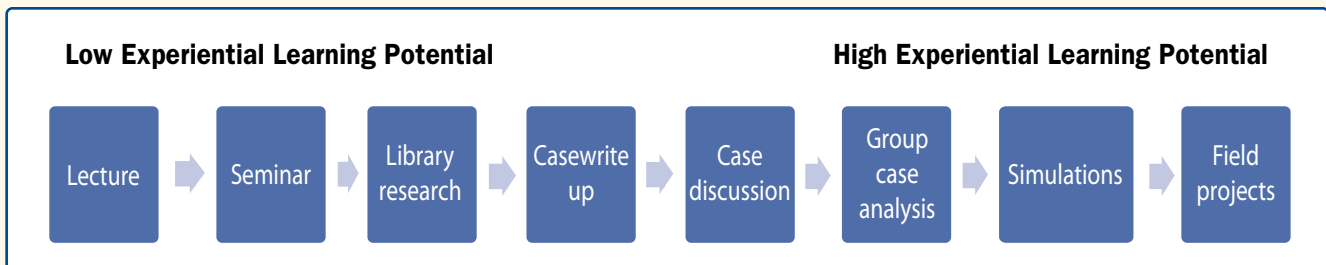 Low Experiential Learning Potential
High Experiential Learning Potential
Lecture
Seminar
Library
research
Casewrite
up
Case
discussion
Group
case
analysis
Simulations
Field
projects